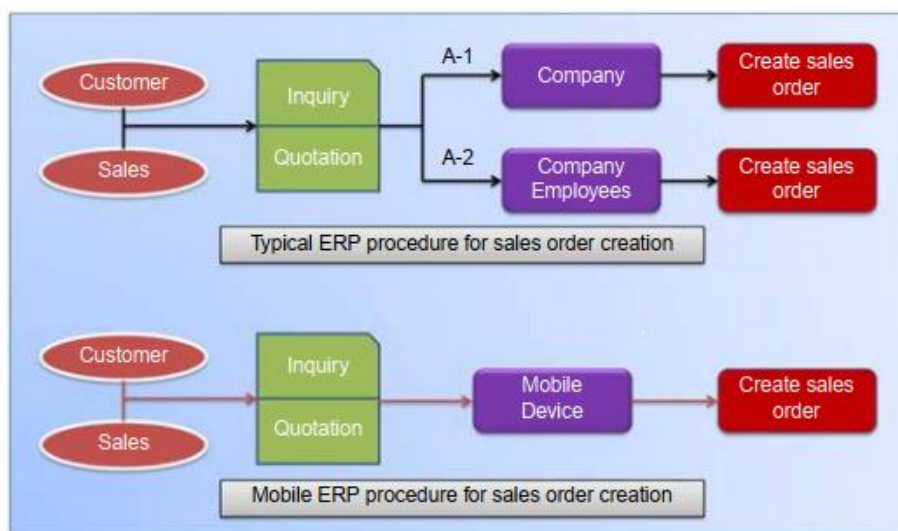 Customer
Sales
Inquiry
Quotation
A-1
Company
Create sales
order
A-2
Company
Employees
Create sales
order
Typical ERP procedure for sales order creation
Customer
Sales
Inquiry
Quotation
Mobile
Device
Create sales
order
Mobile ERP procedure for sales order creation